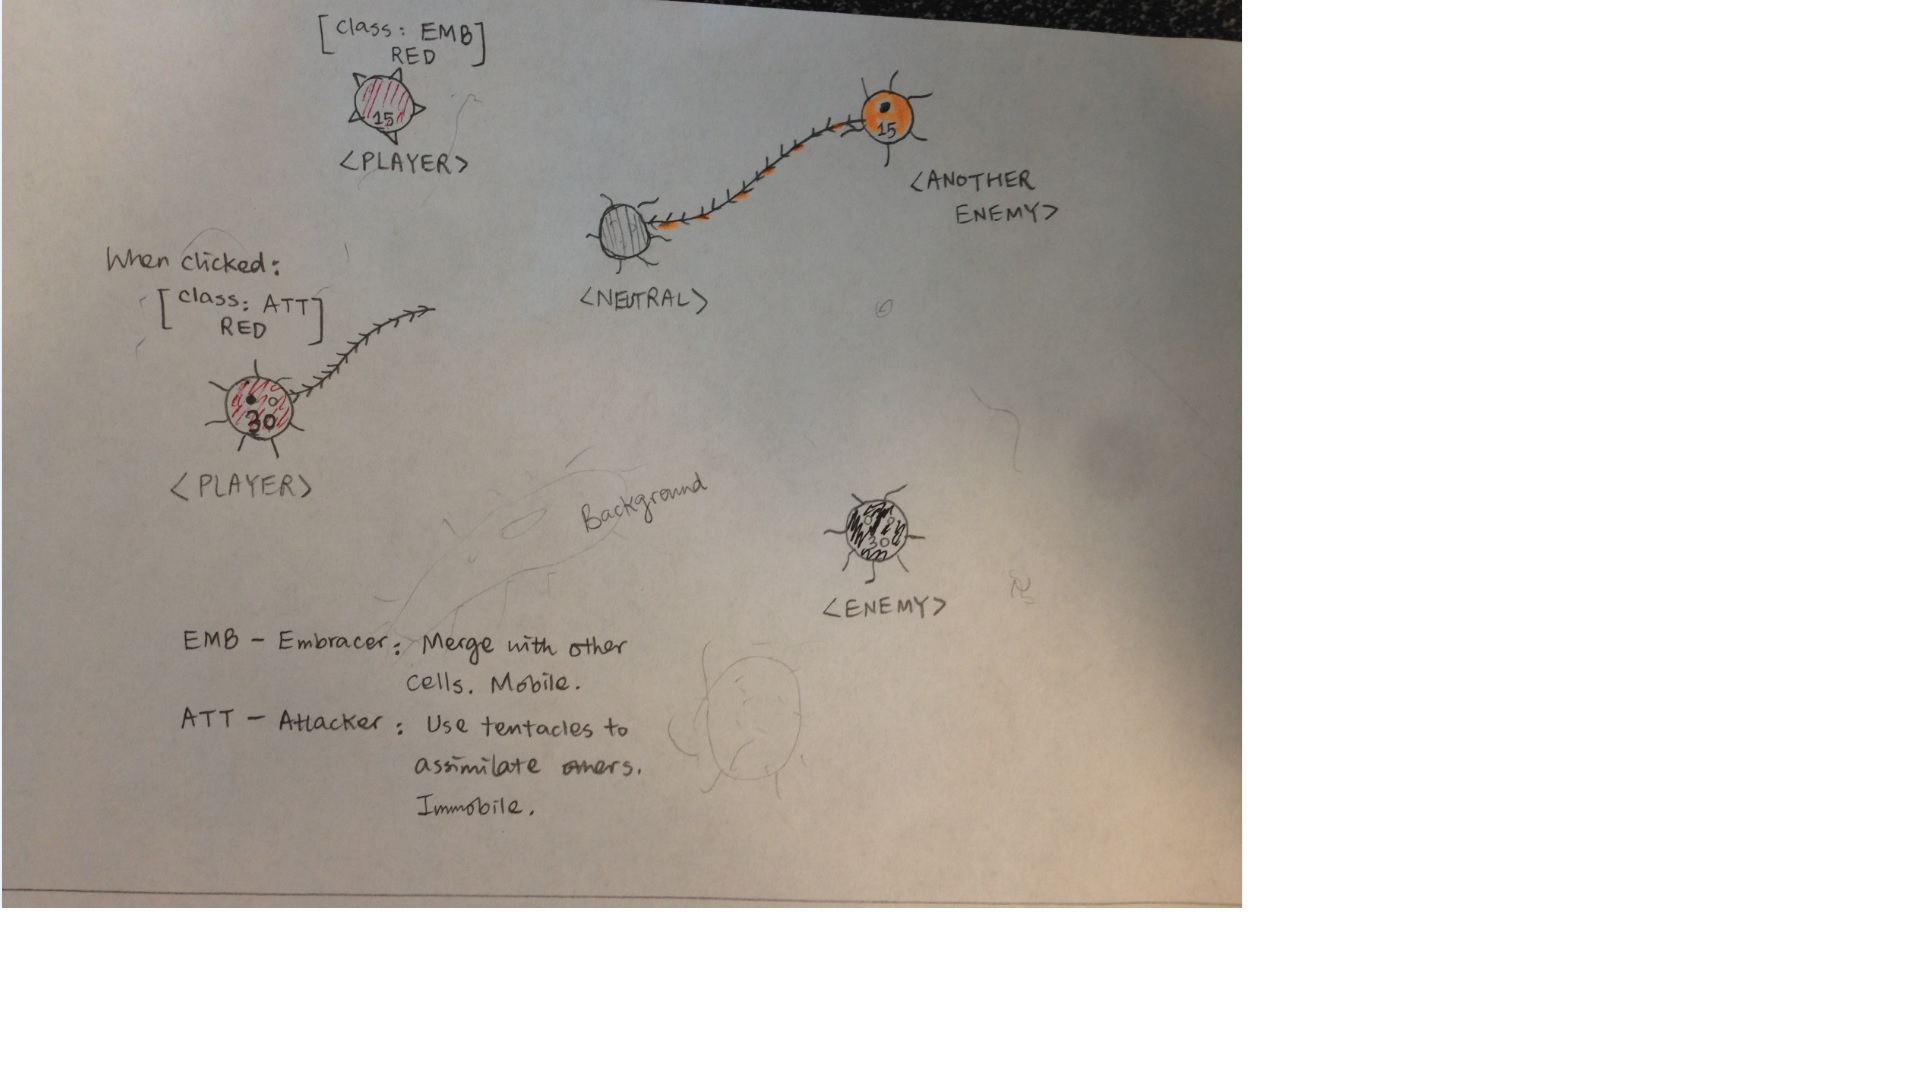 [class: EMB
RED]
15
<PLAYER>
15
<ANOTHER
ENEMY>
<NEUTRAL>
When clicked:
[class: ATT
RED]
30
<PLAYER>
Background
30
<ENEMY>
EMB - Embracer: Merge with other
cells. Mobile.
ATT - Attacker: Use tentacles to
assimilate others.
Immobile.